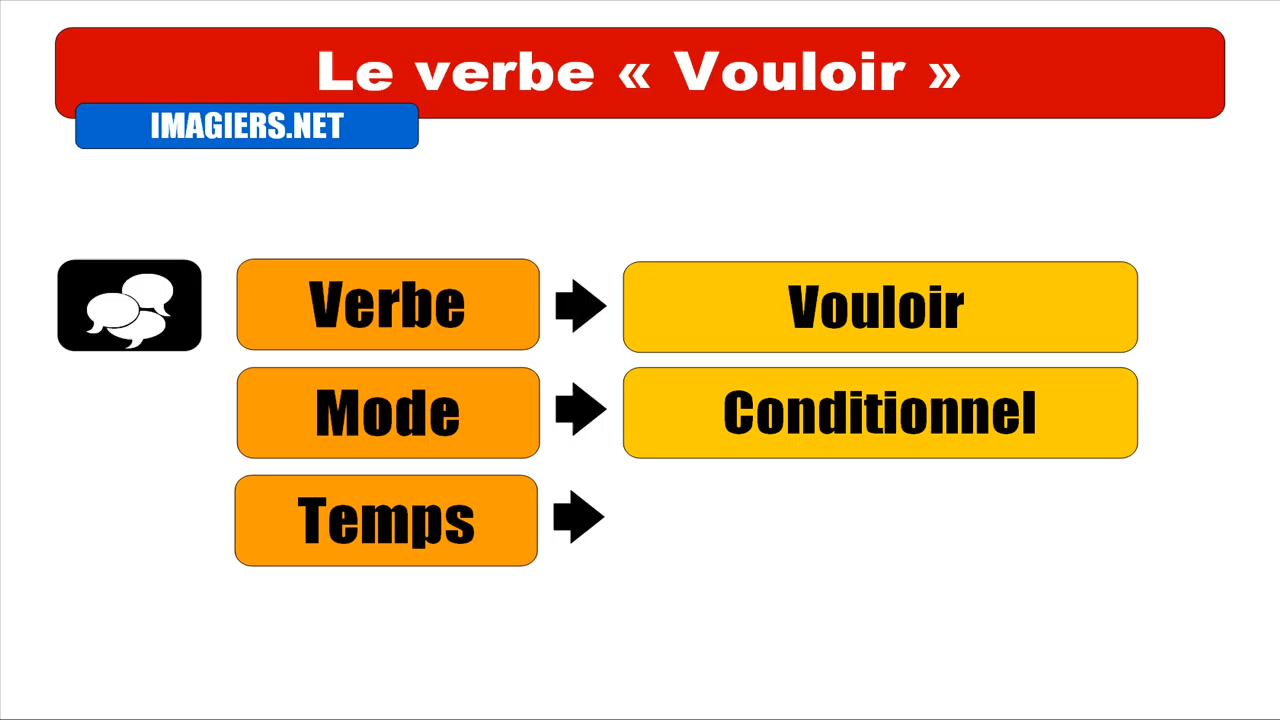 Le verbe « Vouloir »
IMAGIERS.NET
Verbe
Vouloir
Mode
Conditionnel
Temps